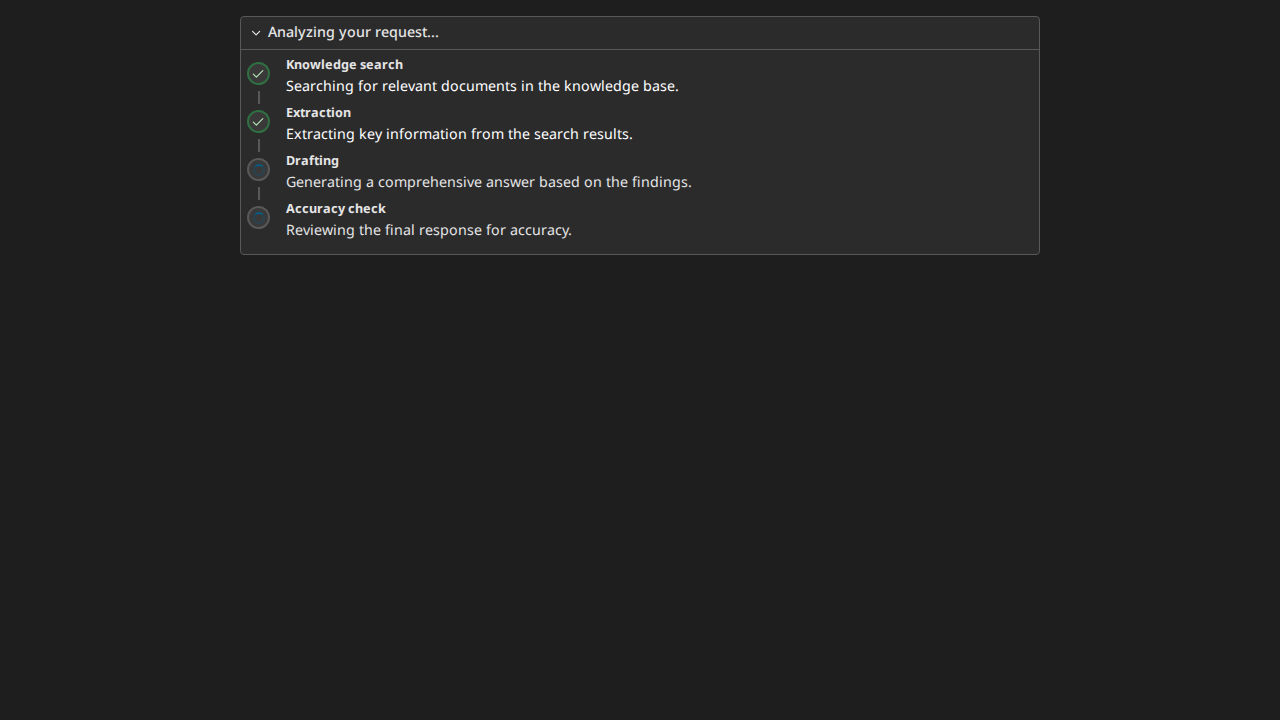 Analyzing your request...
Knowledge search
Searching for relevant documents in the knowledge base.
Extraction
Extracting key information from the search results.
Drafting
Generating a comprehensive answer based on the findings.
Accuracy check
Reviewing the final response for accuracy.